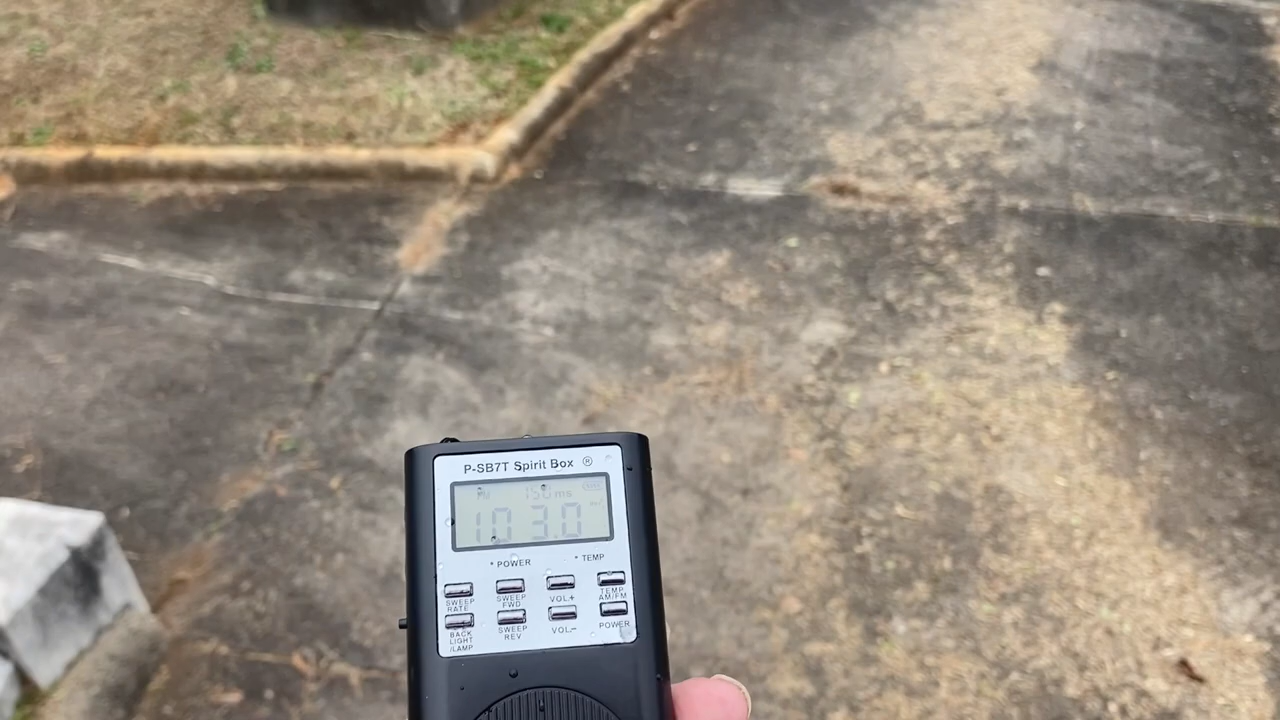 P-SB7T Spirit Box ®
FM 150 ms
103.0
* POWER * TEMP
SWEEP RATE
SWEEP FWD
VOL+
TEMP AM/FM
BACK LIGHT /LAMP
SWEEP REV
VOL-
POWER